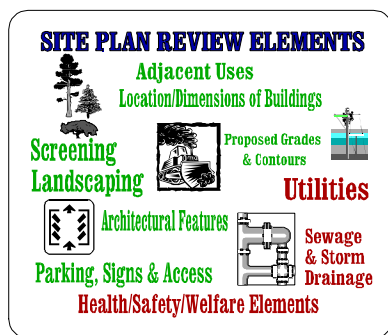 SITE PLAN REVIEW ELEMENTS
Adjacent Uses
Location/Dimensions of Buildings
Screening
Landscaping
Proposed Grades
& Contours
Utilities
Architectural Features
Sewage
& Storm
Drainage
Parking, Signs & Access
Health/Safety/Welfare Elements